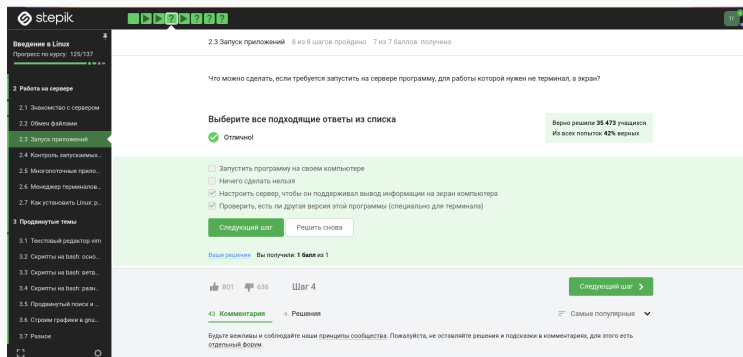 stepik
Введение в Linux
Прогресс по курсу: 125/137
2 Работа на сервере
2.1 Знакомство с сервером
2.2 Обмен файлами
2.3 Запуск приложений
2.4 Контроль запускаемых...
2.5 Многопоточные прило...
2.6 Менеджер терминалов...
2.7 Как установить Linux: р...
3 Продвинутые темы
3.1 Текстовый редактор vim
3.2 Скрипты на bash: осно...
3.3 Скрипты на bash: ветв...
3.4 Скрипты на bash: разн...
3.5 Продвинутый поиск и ...
3.6 Строим графики в gnu...
3.7 Разное
2.3 Запуск приложений 8 из 8 шагов пройдено 7 из 7 баллов получено
Что можно сделать, если требуется запустить на сервере программу, для работы которой нужен не терминал, а экран?
Выберите все подходящие ответы из списка
Отлично!
Верно решили 35 473 учащихся
Из всех попыток 42% верных
Запустить программу на своем компьютере
Ничего сделать нельзя
Настроить сервер, чтобы он поддерживал вывод информации на экран компьютера
Проверить, есть ли другая версия этой программы (специально для терминала)
Следующий шаг Решить снова
Ваши решения Вы получили: 1 балл из 1
801 636 Шаг 4 Следующий шаг
43 Комментария 4 Решения Самые популярные
Будьте вежливы и соблюдайте наши принципы сообщества. Пожалуйста, не оставляйте решения и подсказки в комментариях, для этого есть
отдельный форум.